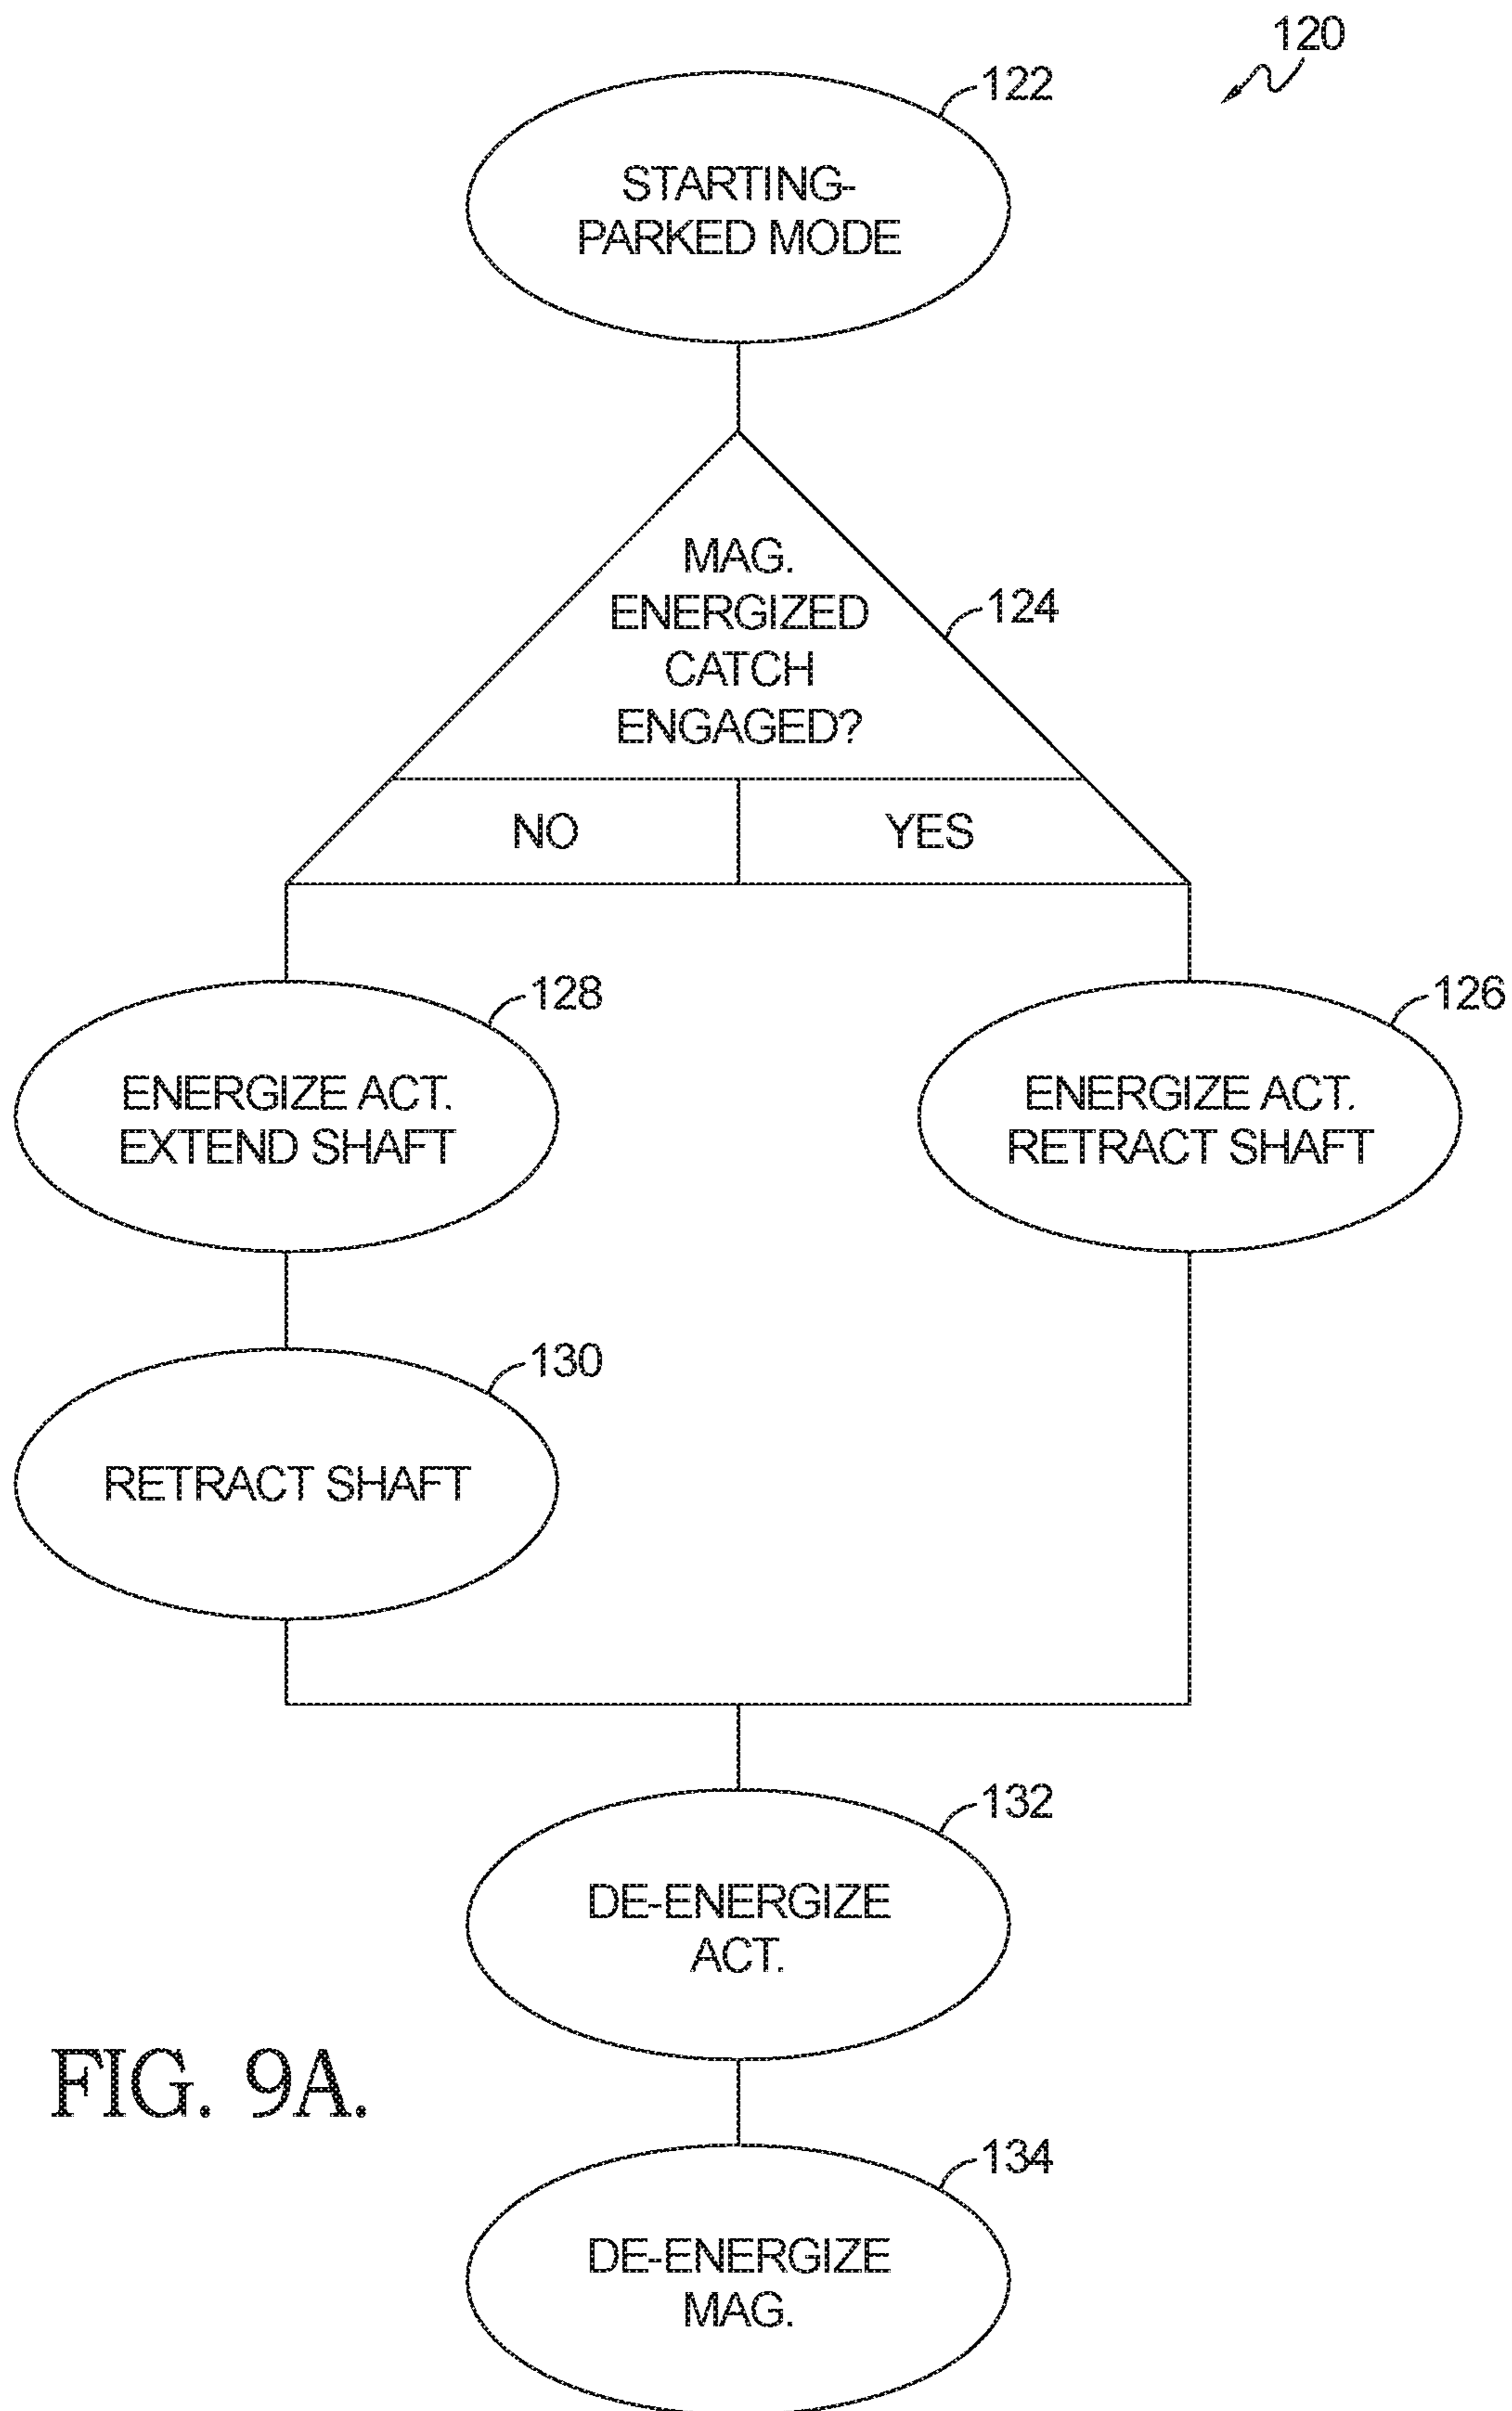 120
122
STARTING-
PARKED MODE
MAG.
ENERGIZED
CATCH
ENGAGED?
124
NO
YES
128
ENERGIZE ACT.
EXTEND SHAFT
126
ENERGIZE ACT.
RETRACT SHAFT
130
RETRACT SHAFT
132
DE-ENERGIZE
ACT.
FIG. 9A.
134
DE-ENERGIZE
MAG.